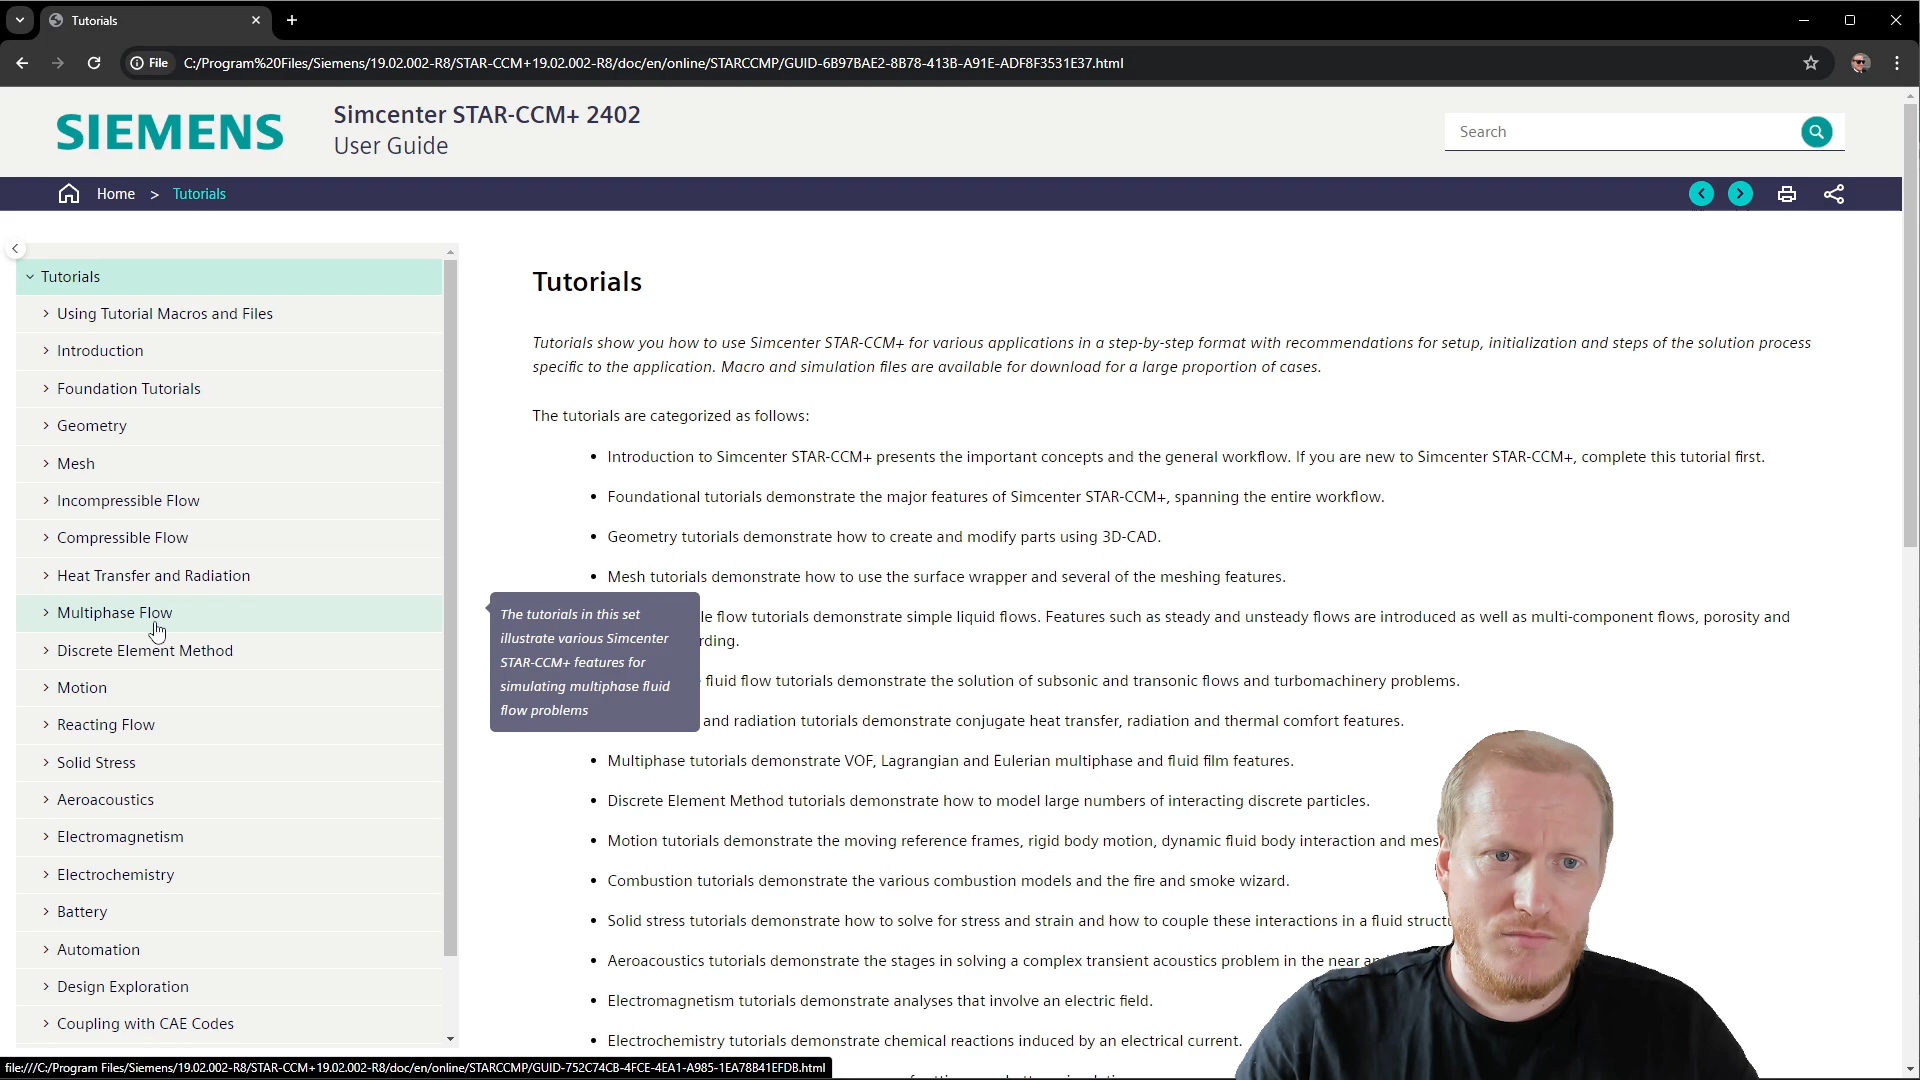 Tutorials
File
C:/Program%20Files/Siemens/19.02.002-R8/STAR-CCM+19.02.002-R8/doc/en/online/STARCCMP/GUID-6B97BAE2-8B78-413B-A91E-ADF8F3531E37.html
SIEMENS
Simcenter STAR-CCM+ 2402
User Guide
Search
Home > Tutorials
Tutorials
Using Tutorial Macros and Files
Introduction
Foundation Tutorials
Geometry
Mesh
Incompressible Flow
Compressible Flow
Heat Transfer and Radiation
Multiphase Flow
Discrete Element Method
Motion
Reacting Flow
Solid Stress
Aeroacoustics
Electromagnetism
Electrochemistry
Battery
Automation
Design Exploration
Coupling with CAE Codes
Tutorials
Tutorials show you how to use Simcenter STAR-CCM+ for various applications in a step-by-step format with recommendations for setup, initialization and steps of the solution process
specific to the application. Macro and simulation files are available for download for a large proportion of cases.
The tutorials are categorized as follows:
• Introduction to Simcenter STAR-CCM+ presents the important concepts and the general workflow. If you are new to Simcenter STAR-CCM+, complete this tutorial first.
• Foundational tutorials demonstrate the major features of Simcenter STAR-CCM+, spanning the entire workflow.
• Geometry tutorials demonstrate how to create and modify parts using 3D-CAD.
• Mesh tutorials demonstrate how to use the surface wrapper and several of the meshing features.
The tutorials in this set
illustrate various Simcenter
STAR-CCM+ features for
simulating multiphase fluid
flow problems
le flow tutorials demonstrate simple liquid flows. Features such as steady and unsteady flows are introduced as well as multi-component flows, porosity and
rding.
fluid flow tutorials demonstrate the solution of subsonic and transonic flows and turbomachinery problems.
and radiation tutorials demonstrate conjugate heat transfer, radiation and thermal comfort features.
• Multiphase tutorials demonstrate VOF, Lagrangian and Eulerian multiphase and fluid film features.
• Discrete Element Method tutorials demonstrate how to model large numbers of interacting discrete particles.
• Motion tutorials demonstrate the moving reference frames, rigid body motion, dynamic fluid body interaction and mes
• Combustion tutorials demonstrate the various combustion models and the fire and smoke wizard.
• Solid stress tutorials demonstrate how to solve for stress and strain and how to couple these interactions in a fluid struct
• Aeroacoustics tutorials demonstrate the stages in solving a complex transient acoustics problem in the near a
• Electromagnetism tutorials demonstrate analyses that involve an electric field.
• Electrochemistry tutorials demonstrate chemical reactions induced by an electrical current.
file:///C:/Program Files/Siemens/19.02.002-R8/STAR-CCM+19.02.002-R8/doc/en/online/STARCCMP/GUID-752C74CB-4FCE-4EA1-A985-1EA78B41EFDB.html